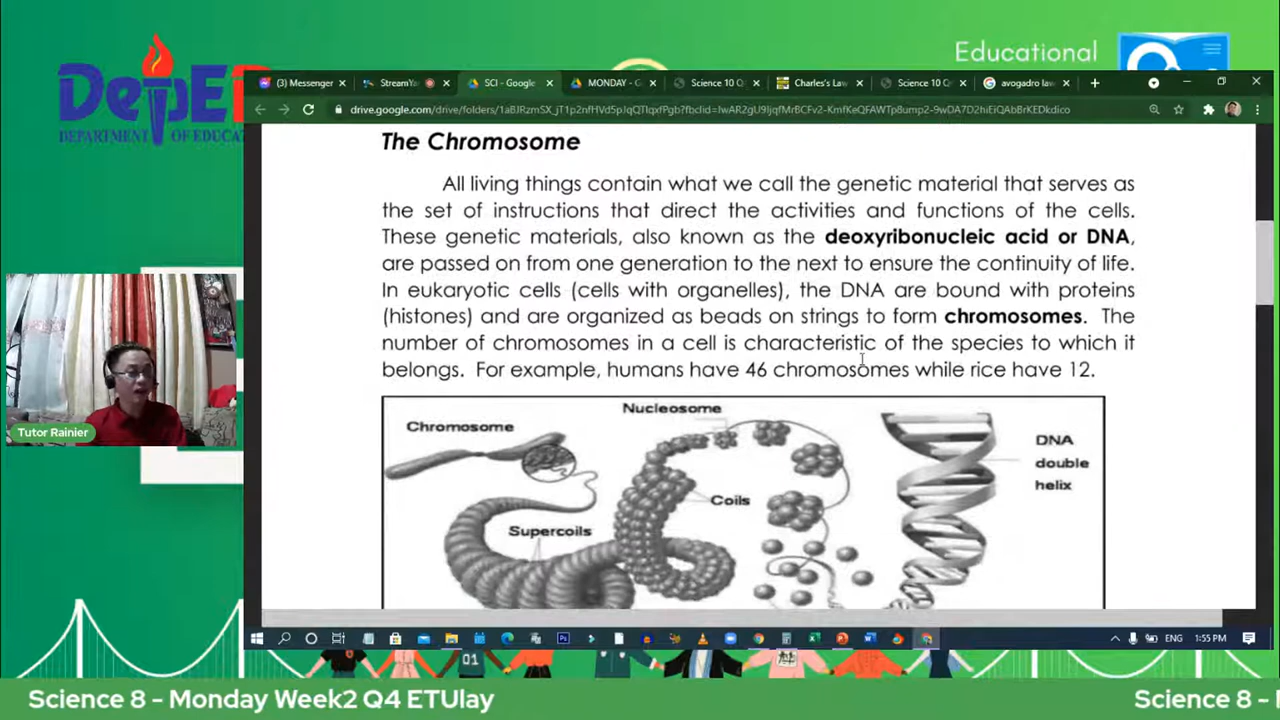 DepED
DEPARTMENT OF EDUCA
Educational
(3) Messenger
StreamYa
SCI - Google
MONDAY - G
Science 10 Q
Charles's Law
Science 10 Q
avogadro law
The Chromosome
All living things contain what we call the genetic material that serves as
the set of instructions that direct the activities and functions of the cells.
These genetic materials, also known as the deoxyribonucleic acid or DNA,
are passed on from one generation to the next to ensure the continuity of life.
In eukaryotic cells (cells with organelles), the DNA are bound with proteins
(histones) and are organized as beads on strings to form chromosomes. The
number of chromosomes in a cell is characteristic of the species to which it
belongs. For example, humans have 46 chromosomes while rice have 12.
Chromosome
Nucleosome
DNA
double
helix
Coils
Supercoils
Tutor Rainier
ENG
1:55 PM
01
Science 8 - Monday Week2 Q4 ETUlay
Science 8 -